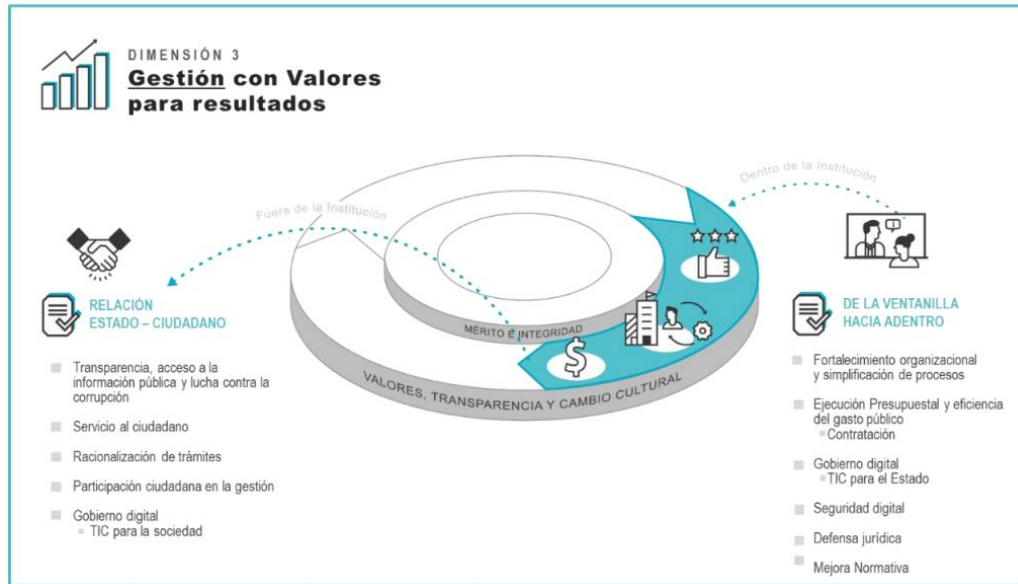 DIMENSIÓN 3
Gestión con Valores
para resultados
Fuera de la Institución
Dentro de la Institución
MÉRITO E INTEGRIDAD
VALORES, TRANSPARENCIA Y CAMBIO CULTURAL
$
RELACIÓN
ESTADO – CIUDADANO
Transparencia, acceso a la
información pública y lucha contra la
corrupción
Servicio al ciudadano
Racionalización de trámites
Participación ciudadana en la gestión
Gobierno digital
TIC para la sociedad
DE LA VENTANILLA
HACIA ADENTRO
Fortalecimiento organizacional
y simplificación de procesos
Ejecución Presupuestal y eficiencia
del gasto público
Contratación
Gobierno digital
TIC para el Estado
Seguridad digital
Defensa jurídica
Mejora Normativa